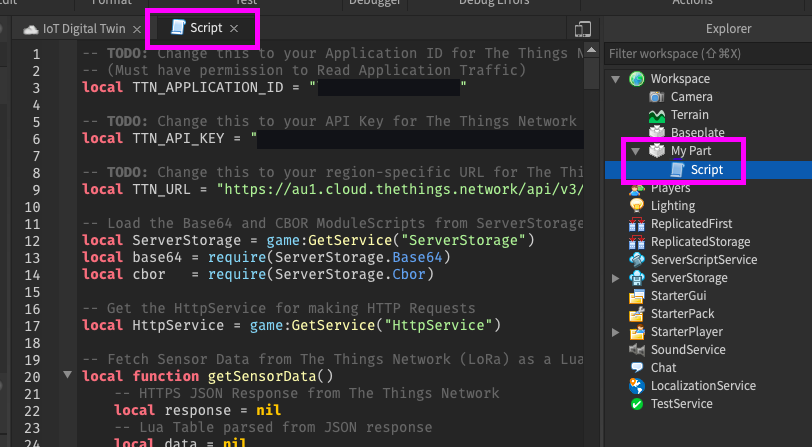 Format
Test
Debugger
Debug Errors
Actions
IoT Digital Twin ×
Script ×
1 -- TODO: Change this to your Application ID for The Things N
2 -- (Must have permission to Read Application Traffic)
3 local TTN_APPLICATION_ID = " "
4
5 -- TODO: Change this to your API Key for The Things Network
6 local TTN_API_KEY = "
7
8 -- TODO: Change this to your region-specific URL for The Thi
9 local TTN_URL = "https://au1.cloud.thethings.network/api/v3/
10
11 -- Load the Base64 and CBOR ModuleScripts from ServerStorage
12 local ServerStorage = game:GetService("ServerStorage")
13 local base64 = require(ServerStorage.Base64)
14 local cbor   = require(ServerStorage.Cbor)
15
16 -- Get the HttpService for making HTTP Requests
17 local HttpService = game:GetService("HttpService")
18
19 -- Fetch Sensor Data from The Things Network (LoRa) as a Lua
20 local function getSensorData()
21 -- HTTPS JSON Response from The Things Network
22 local response = nil
23 -- Lua Table parsed from JSON response
24 local data = nil
Explorer
Filter workspace (⇧⌘X)
Workspace
Camera
Terrain
Baseplate
My Part
Script
Players
Lighting
ReplicatedFirst
ReplicatedStorage
ServerScriptService
ServerStorage
StarterGui
StarterPack
StarterPlayer
SoundService
Chat
LocalizationService
TestService